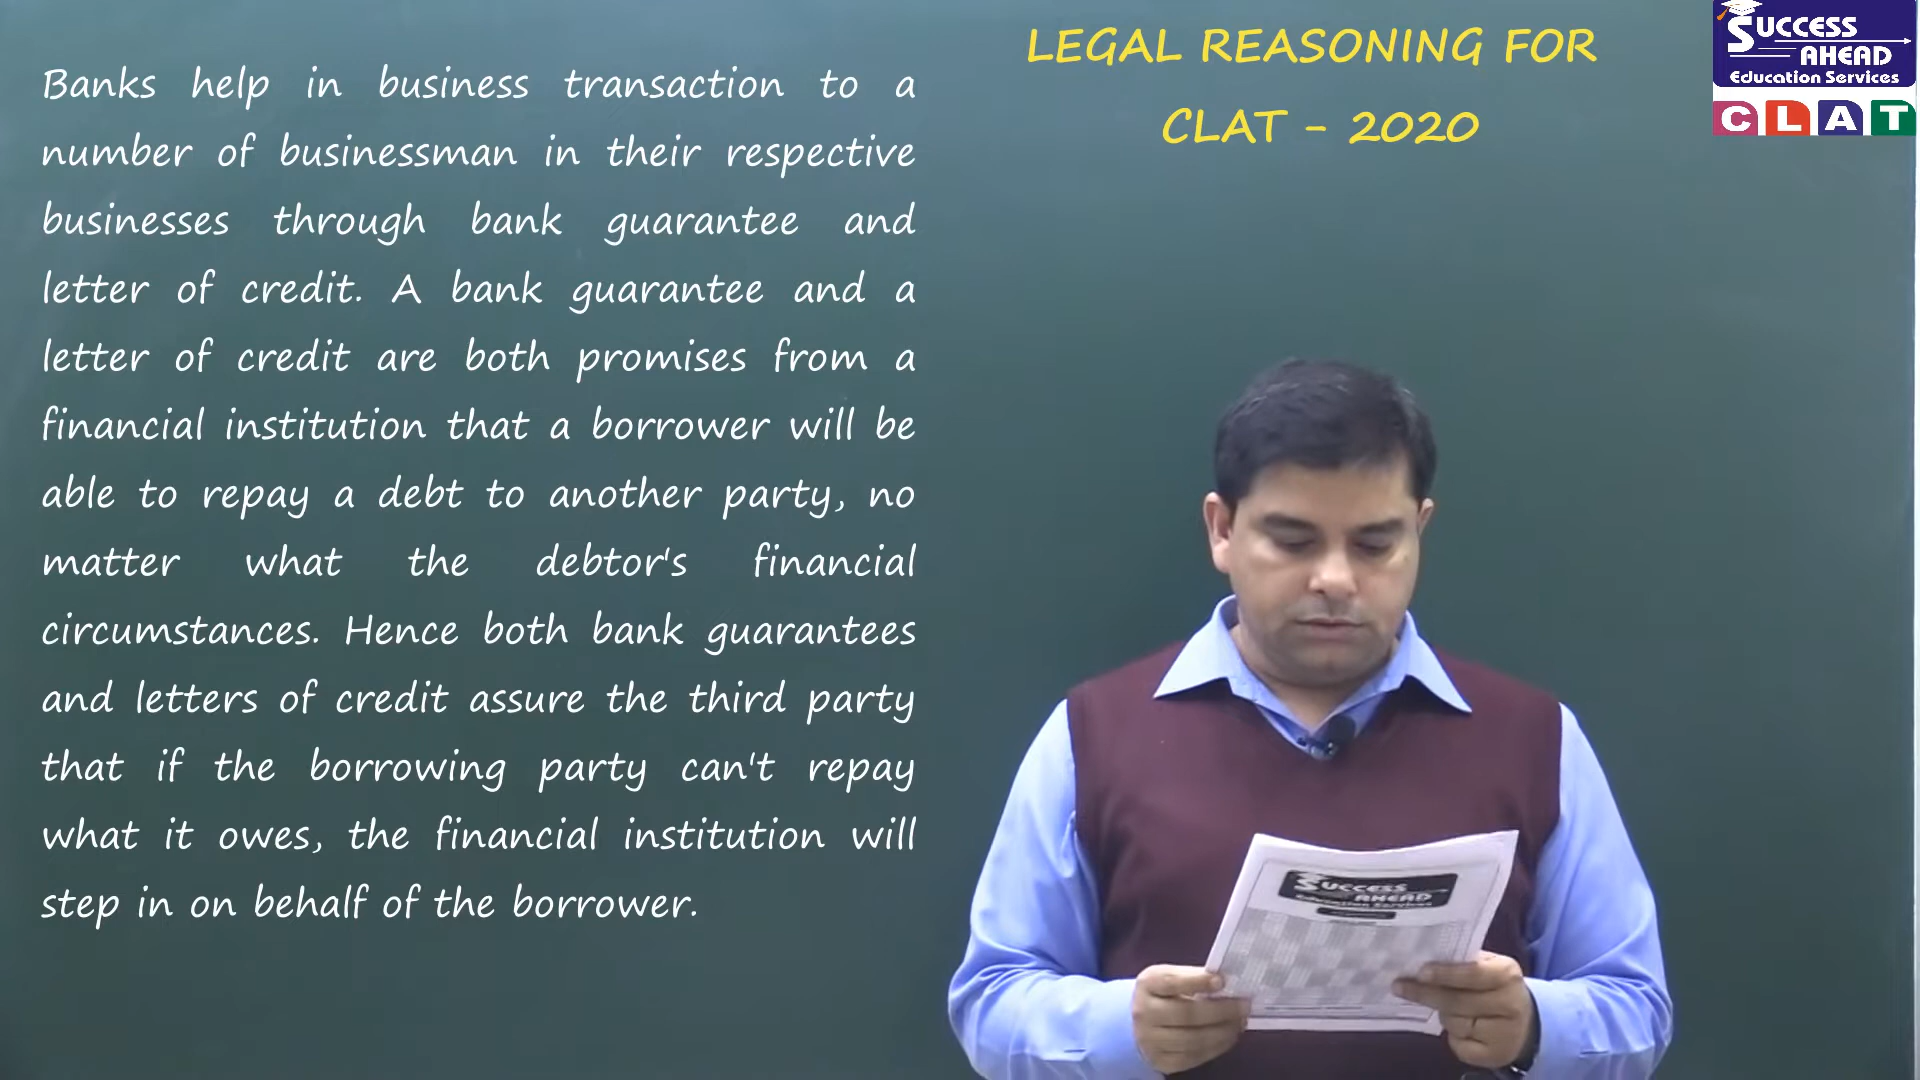 Banks help in business transaction to a
number of businessman in their respective
businesses through bank guarantee and
letter of credit. A bank guarantee and a
letter of credit are both promises from a
financial institution that a borrower will be
able to repay a debt to another party, no
matter what the debtor's financial
circumstances. Hence both bank guarantees
and letters of credit assure the third party
that if the borrowing party can't repay
what it owes, the financial institution will
step in on behalf of the borrower.
LEGAL REASONING FOR
CLAT - 2020
SUCCESS
AHEAD
Education Services
CLAT
SUCCESS
AHEAD
Education Services